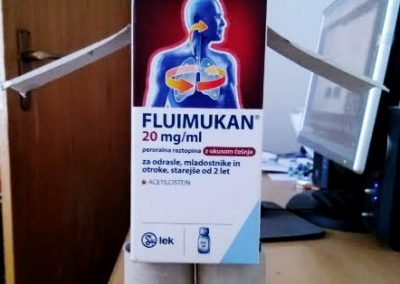 FLUIMUKAN®
20 mg/ml
peroralna raztopina z okusom češnje
za odrasle, mladostnike in
otroke, starejše od 2 let
ACETILCISTEIN
lek